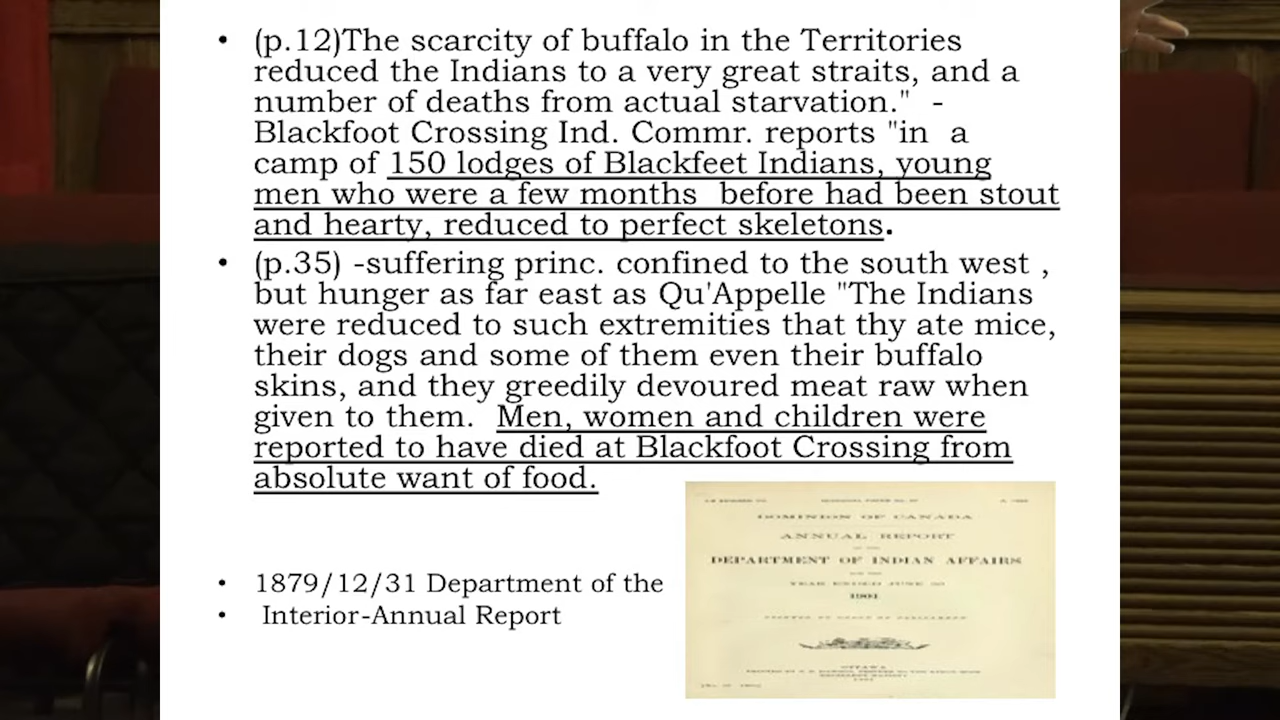 • (p.12)The scarcity of buffalo in the Territories
reduced the Indians to a very great straits, and a
number of deaths from actual starvation." -
Blackfoot Crossing Ind. Commr. reports "in a
camp of 150 lodges of Blackfeet Indians, young
men who were a few months before had been stout
and hearty, reduced to perfect skeletons.
• (p.35) -suffering princ. confined to the south west ,
but hunger as far east as Qu'Appelle "The Indians
were reduced to such extremities that thy ate mice,
their dogs and some of them even their buffalo
skins, and they greedily devoured meat raw when
given to them. Men, women and children were
reported to have died at Blackfoot Crossing from
absolute want of food.
• 1879/12/31 Department of the
• Interior-Annual Report
DOMINION OF CANADA
ANNUAL REPORT
DEPARTMENT OF INDIAN AFFAIRS
YEAR ENDED JUNE 30
1901
OTTAWA